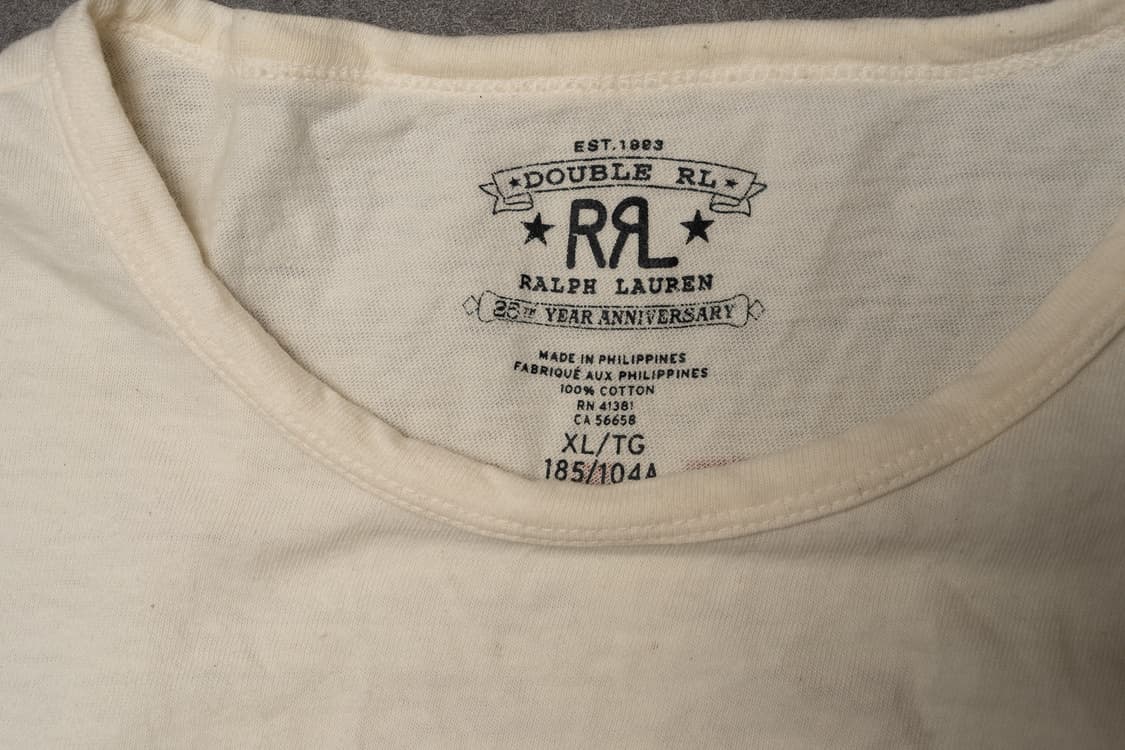 EST. 1993
DOUBLE RL
RRL
RALPH LAUREN
25TH YEAR ANNIVERSARY
MADE IN PHILIPPINES
FABRIQUÉ AUX PHILIPPINES
100% COTTON
RN 41381
CA 56658
XL/TG
185/104A